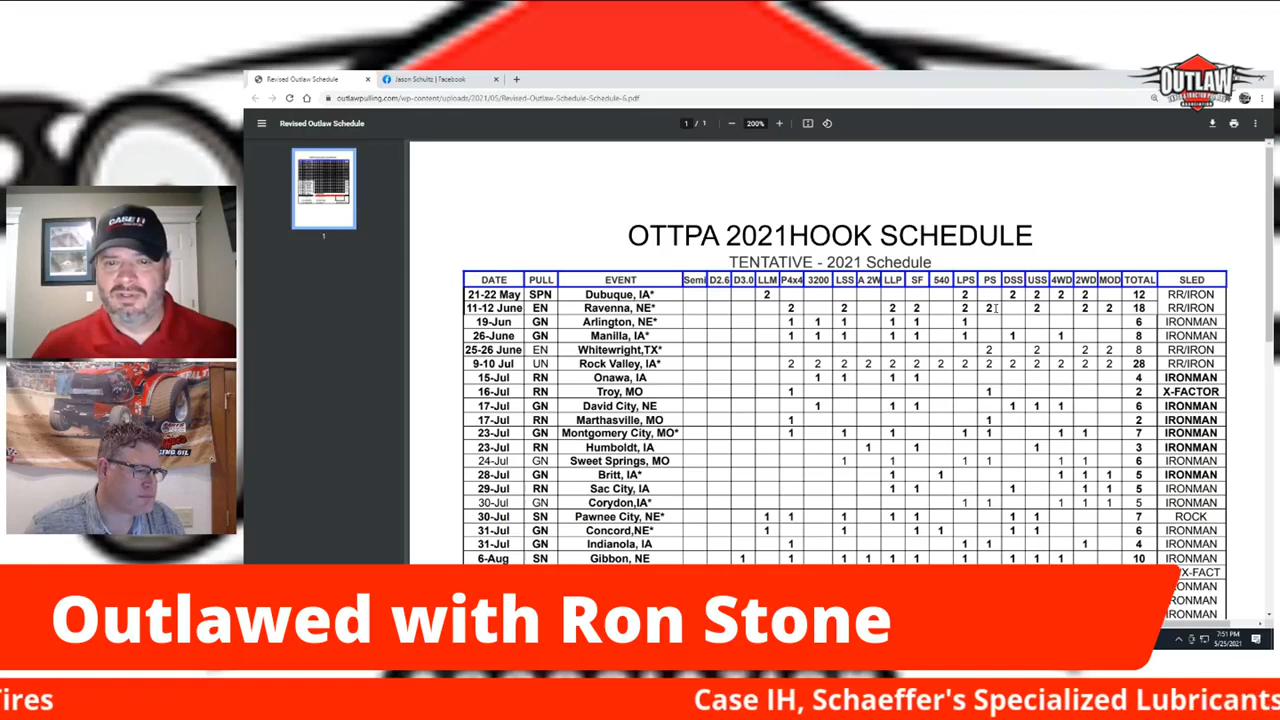 Revised Outlaw Schedule
Jason Schultz | Facebook
OUTLAW
outlawpulling.com/wp-content/uploads/2021/05/Revised-Outlaw-Schedule-Schedule-6.pdf
Revised Outlaw Schedule 1 / 1 200%
1
CASE IH
OTTPA 2021HOOK SCHEDULE
TENTATIVE - 2021 Schedule
DATE PULL EVENT Semi D2.6 D3.0 LLM P4x4 3200 LSS A 2W LLP SF 540 LPS PS DSS USS 4WD 2WD MOD TOTAL SLED
21-22 May SPN Dubuque, IA* 2 2 2 2 2 2 12 RR/IRON
11-12 June EN Ravenna, NE* 2 2 2 2 2 2 2 2 2 18 RR/IRON
19-Jun GN Arlington, NE* 1 1 1 1 1 1 6 IRONMAN
26-June GN Manilla, IA* 1 1 1 1 1 1 1 1 8 IRONMAN
25-26 June EN Whitewright,TX* 2 2 2 2 8 RR/IRON
9-10 Jul UN Rock Valley, IA* 2 2 2 2 2 2 2 2 2 2 2 2 2 2 28 RR/IRON
15-Jul RN Onawa, IA 1 1 1 1 4 IRONMAN
16-Jul RN Troy, MO 1 1 2 X-FACTOR
17-Jul GN David City, NE 1 1 1 1 1 1 6 IRONMAN
17-Jul RN Marthasville, MO 1 1 2 IRONMAN
23-Jul GN Montgomery City, MO* 1 1 1 1 1 1 1 7 IRONMAN
23-Jul RN Humboldt, IA 1 1 1 3 IRONMAN
24-Jul GN Sweet Springs, MO 1 1 1 1 1 1 6 IRONMAN
28-Jul GN Britt, IA* 1 1 1 1 1 5 IRONMAN
29-Jul RN Sac City, IA 1 1 1 1 1 5 IRONMAN
30-Jul GN Corydon,IA* 1 1 1 1 1 5 IRONMAN
30-Jul SN Pawnee City, NE* 1 1 1 1 1 1 1 7 ROCK
31-Jul GN Concord,NE* 1 1 1 1 1 1 6 IRONMAN
31-Jul GN Indianola, IA 1 1 1 1 4 IRONMAN
6-Aug SN Gibbon, NE 1 1 1 1 1 1 1 1 1 1 10 IRONMAN
X-FACT
IRONMAN
IRONMAN
7:51 PM
5/25/2021
Outlawed with Ron Stone
Tires Case IH, Schaeffer's Specialized Lubricants